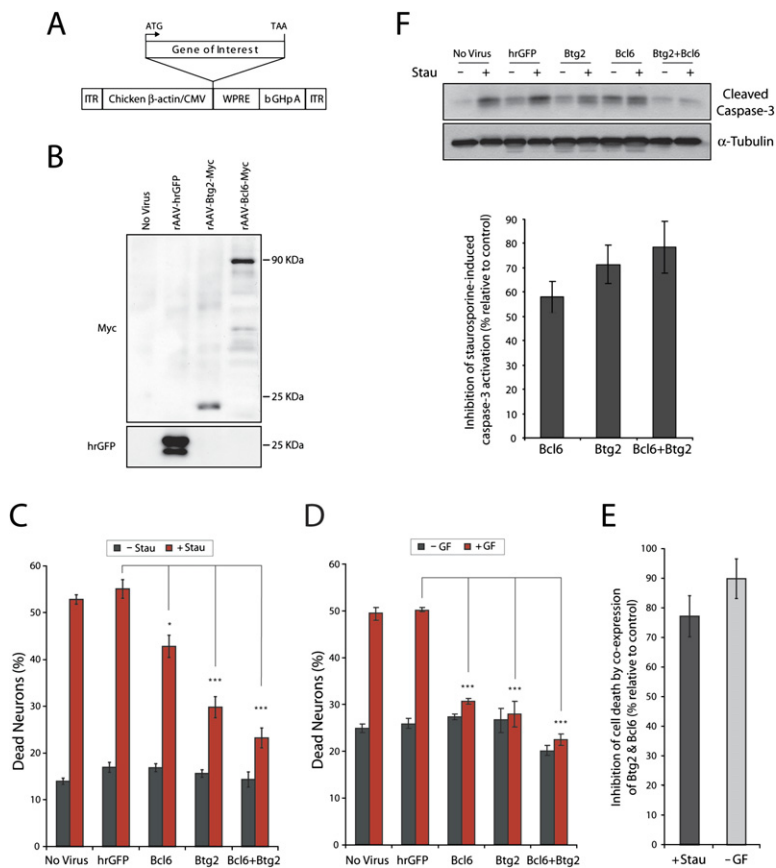 A
ATG
TAA
Gene of Interest
ITR
Chicken β-actin/CMV
WPRE
bGHpA
ITR
B
No Virus
rAAV-hrGFP
rAAV-Btg2-Myc
rAAV-Bcl6-Myc
Myc
90 KDa
25 KDa
hrGFP
25 KDa
F
No Virus hrGFP Btg2 Bcl6 Btg2+Bcl6
Stau − + − + − + − + − +
Cleaved
Caspase-3
α-Tubulin
Inhibition of staurosporine-induced
caspase-3 activation (% relative to control)
90
80
70
60
50
40
30
20
10
0
Bcl6 Btg2 Bcl6+Btg2
C
− Stau + Stau
Dead Neurons (%)
60
50
40
30
20
10
0
*
***
***
No Virus hrGFP Bcl6 Btg2 Bcl6+Btg2
D
− GF + GF
Dead Neurons (%)
60
50
40
30
20
10
0
***
***
***
No Virus hrGFP Bcl6 Btg2 Bcl6+Btg2
E
Inhibition of cell death by co-expression
of Btg2 & Bcl6 (% relative to control)
100
90
80
70
60
50
40
30
20
10
0
+Stau −GF